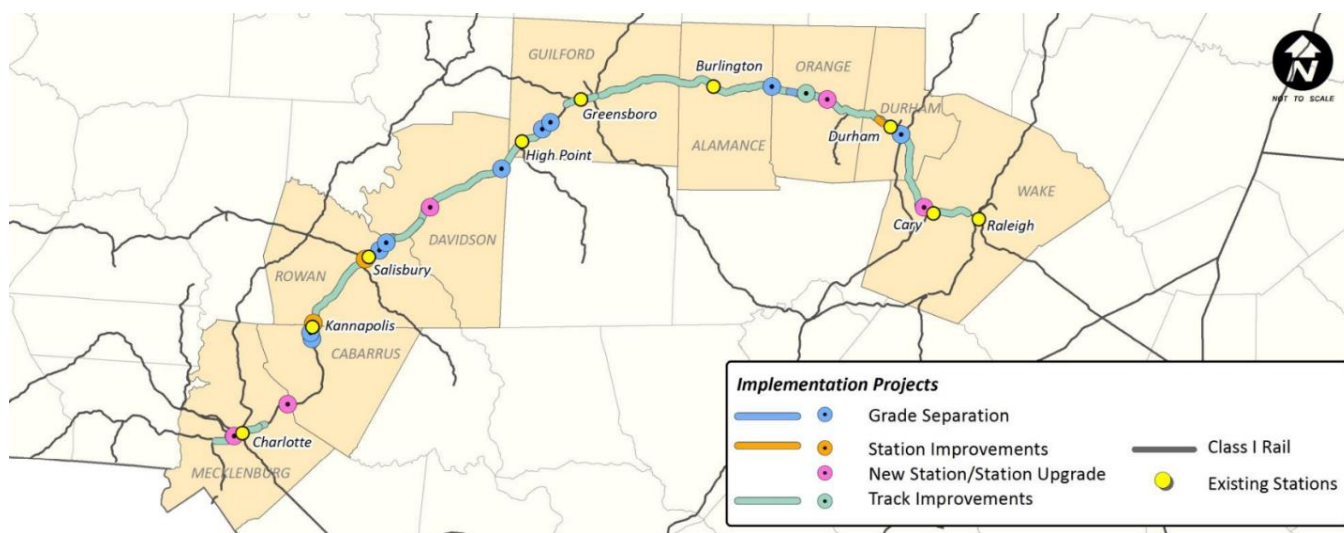 GUILFORD
Burlington
ORANGE
N
NOT TO SCALE
Greensboro
DURHAM
Durham
High Point
ALAMANCE
WAKE
Cary
Raleigh
DAVIDSON
Salisbury
ROWAN
Kannapolis
CABARRUS
Charlotte
MECKLENBURG
Implementation Projects
Grade Separation
Station Improvements
New Station/Station Upgrade
Track Improvements
Class I Rail
Existing Stations